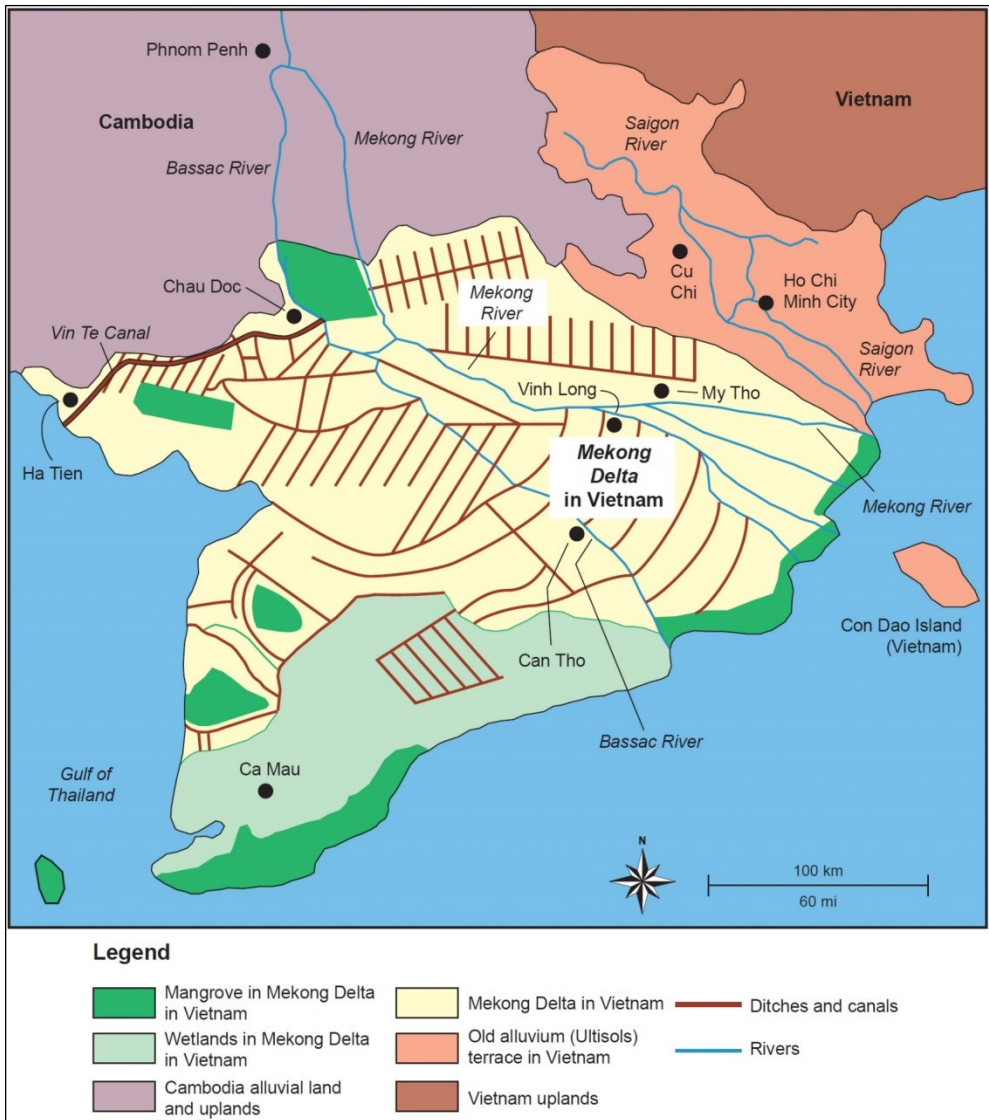 Phnom Penh
Cambodia
Bassac River
Mekong River
Vietnam
Saigon
River
Cu
Chi
Ho Chi
Minh City
Saigon
River
Chau Doc
Vin Te Canal
Mekong
River
Vinh Long
My Tho
Ha Tien
Mekong
Delta
in Vietnam
Mekong River
Con Dao Island
(Vietnam)
Can Tho
Bassac River
Gulf of
Thailand
Ca Mau
N
100 km
60 mi
Legend
Mangrove in Mekong Delta
in Vietnam
Wetlands in Mekong Delta
in Vietnam
Cambodia alluvial land
and uplands
Mekong Delta in Vietnam
Old alluvium (Ultisols)
terrace in Vietnam
Vietnam uplands
Ditches and canals
Rivers